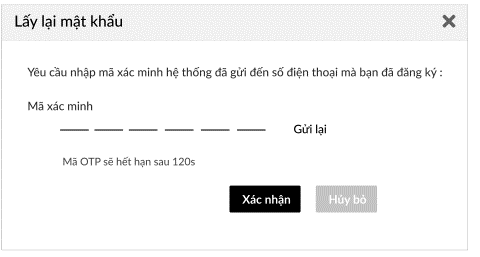 Lấy lại mật khẩu
Yêu cầu nhập mã xác minh hệ thống đã gửi đến số điện thoại mà bạn đã đăng ký :
Mã xác minh
Gửi lại
Mã OTP sẽ hết hạn sau 120s
Xác nhận Hủy bỏ